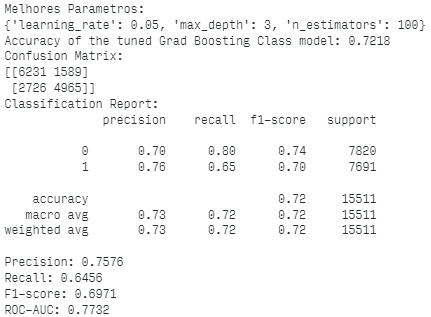 Melhores Parametros:
{'learning_rate': 0.05, 'max_depth': 3, 'n_estimators': 100}
Accuracy of the tuned Grad Boosting Class model: 0.7218
Confusion Matrix:
[[6231 1589]
 [2726 4965]]
Classification Report:
              precision    recall  f1-score   support

           0       0.70      0.80      0.74      7820
           1       0.76      0.65      0.70      7691

    accuracy                           0.72     15511
   macro avg       0.73      0.72      0.72     15511
weighted avg       0.73      0.72      0.72     15511

Precision: 0.7576
Recall: 0.6456
F1-score: 0.6971
ROC-AUC: 0.7732